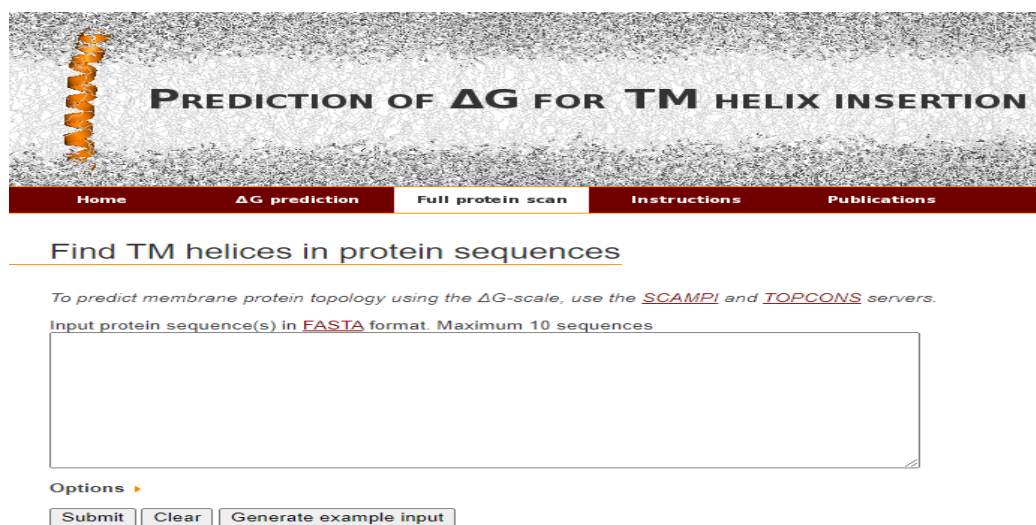 PREDICTION OF ΔG FOR TM HELIX INSERTION
Home ΔG prediction Full protein scan Instructions Publications
Find TM helices in protein sequences
To predict membrane protein topology using the ΔG-scale, use the SCAMPI and TOPCONS servers.
Input protein sequence(s) in FASTA format. Maximum 10 sequences
Options
Submit Clear Generate example input